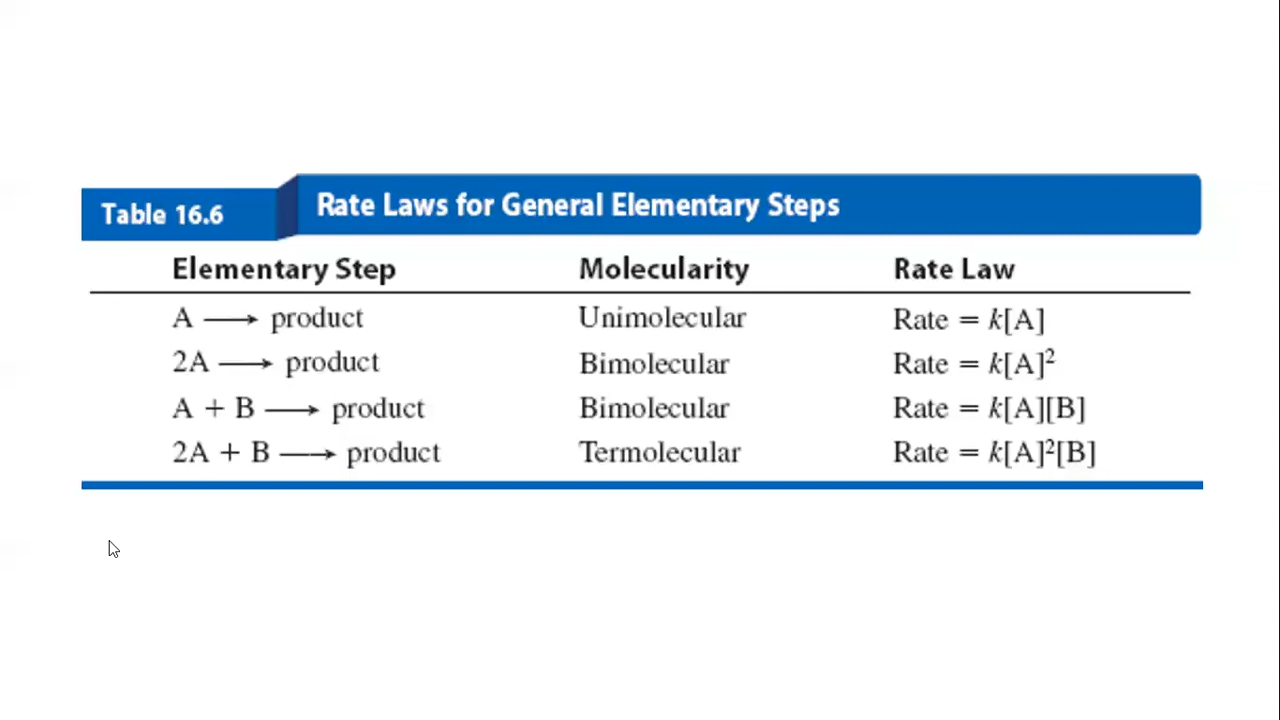 Table 16.6 Rate Laws for General Elementary Steps
Elementary Step Molecularity Rate Law
A ⟶ product Unimolecular Rate = k[A]
2A ⟶ product Bimolecular Rate = k[A]²
A + B ⟶ product Bimolecular Rate = k[A][B]
2A + B ⟶ product Termolecular Rate = k[A]²[B]